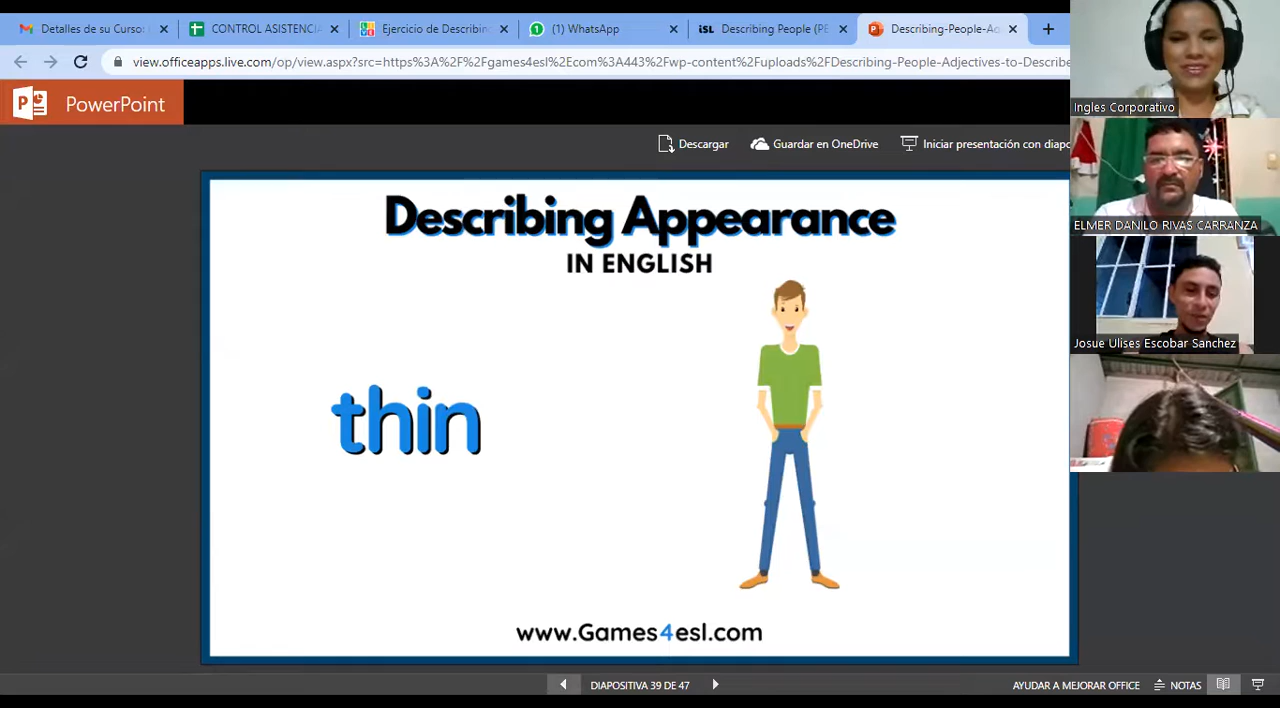 Detalles de su Curso:
CONTROL ASISTENCIA
Ejercicio de Describin
(1) WhatsApp
iSL Describing People (PE
Describing-People-Ad
view.officeapps.live.com/op/view.aspx?src=https%3A%2F%2Fgames4esl%2Ecom%3A443%2Fwp-content%2Fuploads%2FDescribing-People-Adjectives-to-Describe
PowerPoint
Ingles Corporativo
Descargar
Guardar en OneDrive
Iniciar presentación con diapo
Describing Appearance
IN ENGLISH
ELMER DANILO RIVAS CARRANZA
Josue Ulises Escobar Sanchez
thin
www.Games4esl.com
DIAPOSITIVA 39 DE 47
AYUDAR A MEJORAR OFFICE
NOTAS